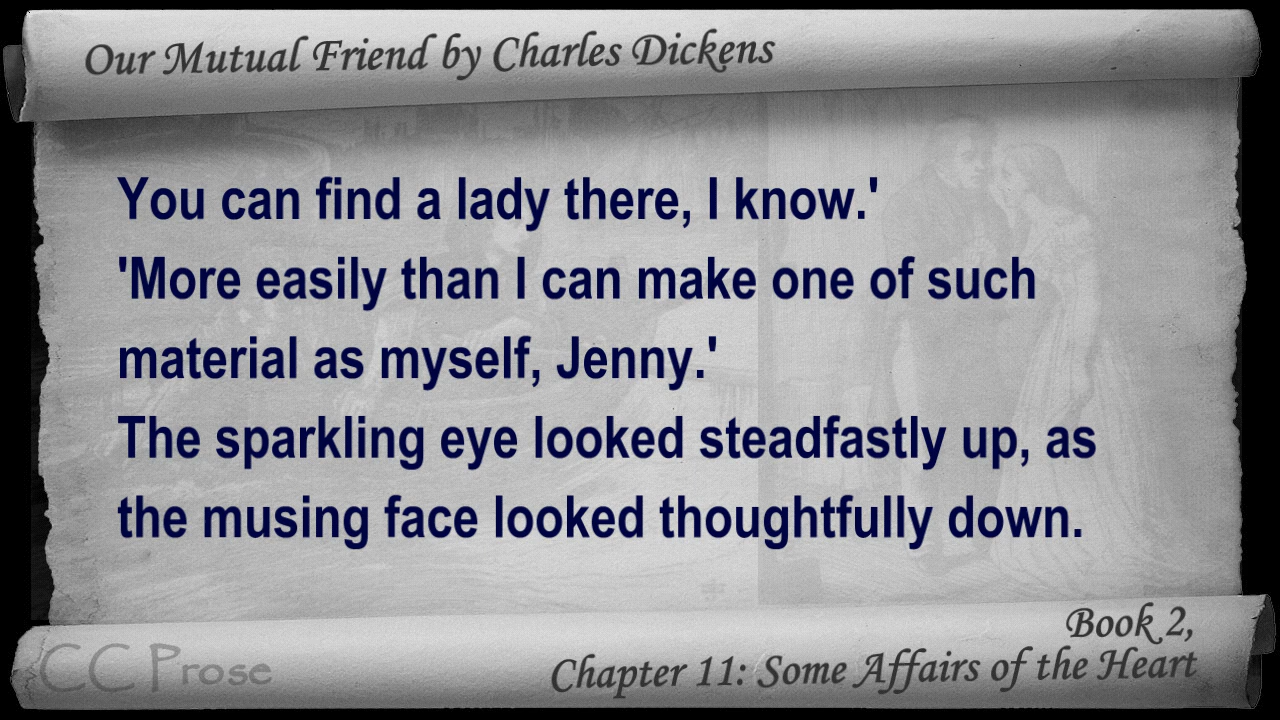 Our Mutual Friend by Charles Dickens
You can find a lady there, I know.'
'More easily than I can make one of such
material as myself, Jenny.'
The sparkling eye looked steadfastly up, as
the musing face looked thoughtfully down.
Book 2,
CC Prose
Chapter 11: Some Affairs of the Heart